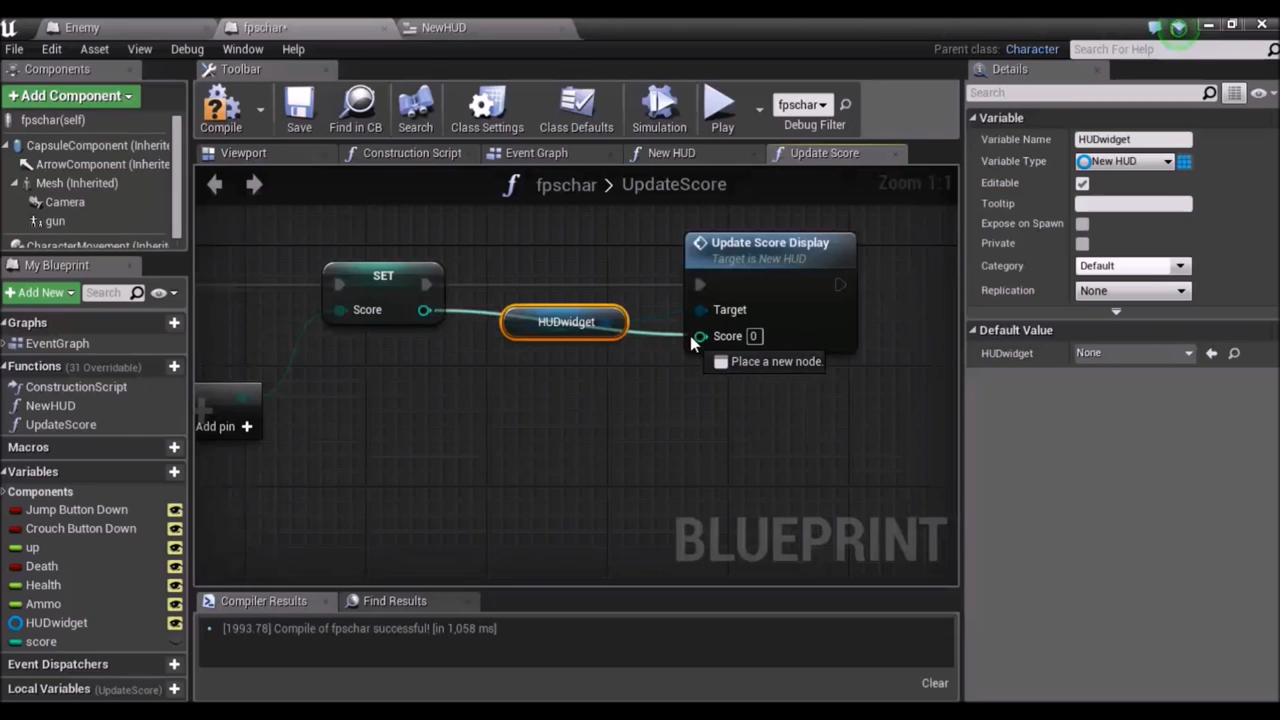 Enemy
fpschar*
NewHUD
File Edit Asset View Debug Window Help
Parent class: Character
Search For Help
Components
Toolbar
Details
+ Add Component
fpschar(self)
CapsuleComponent (Inherite
ArrowComponent (Inherite
Mesh (Inherited)
Camera
gun
CharacterMovement (Inherit
Compile
Save
Find in CB
Search
Class Settings
Class Defaults
Simulation
Play
fpschar
Debug Filter
Search
Viewport
Construction Script
Event Graph
New HUD
Update Score
fpschar > UpdateScore
Zoom 1:1
Variable
Variable Name HUDwidget
Variable Type New HUD
Editable
Tooltip
Expose on Spawn
Private
Category Default
Replication None
Default Value
HUDwidget None
My Blueprint
+ Add New
Search
Graphs
EventGraph
Functions (31 Overridable)
ConstructionScript
NewHUD
UpdateScore
Macros
Variables
Components
Jump Button Down
Crouch Button Down
up
Death
Health
Ammo
HUDwidget
score
Event Dispatchers
Local Variables (UpdateScore)
SET
Score
Add pin +
HUDwidget
Update Score Display
Target is New HUD
Target
Score 0
Place a new node.
BLUEPRINT
Compiler Results
Find Results
[1993.78] Compile of fpschar successful! [in 1,058 ms]
Clear